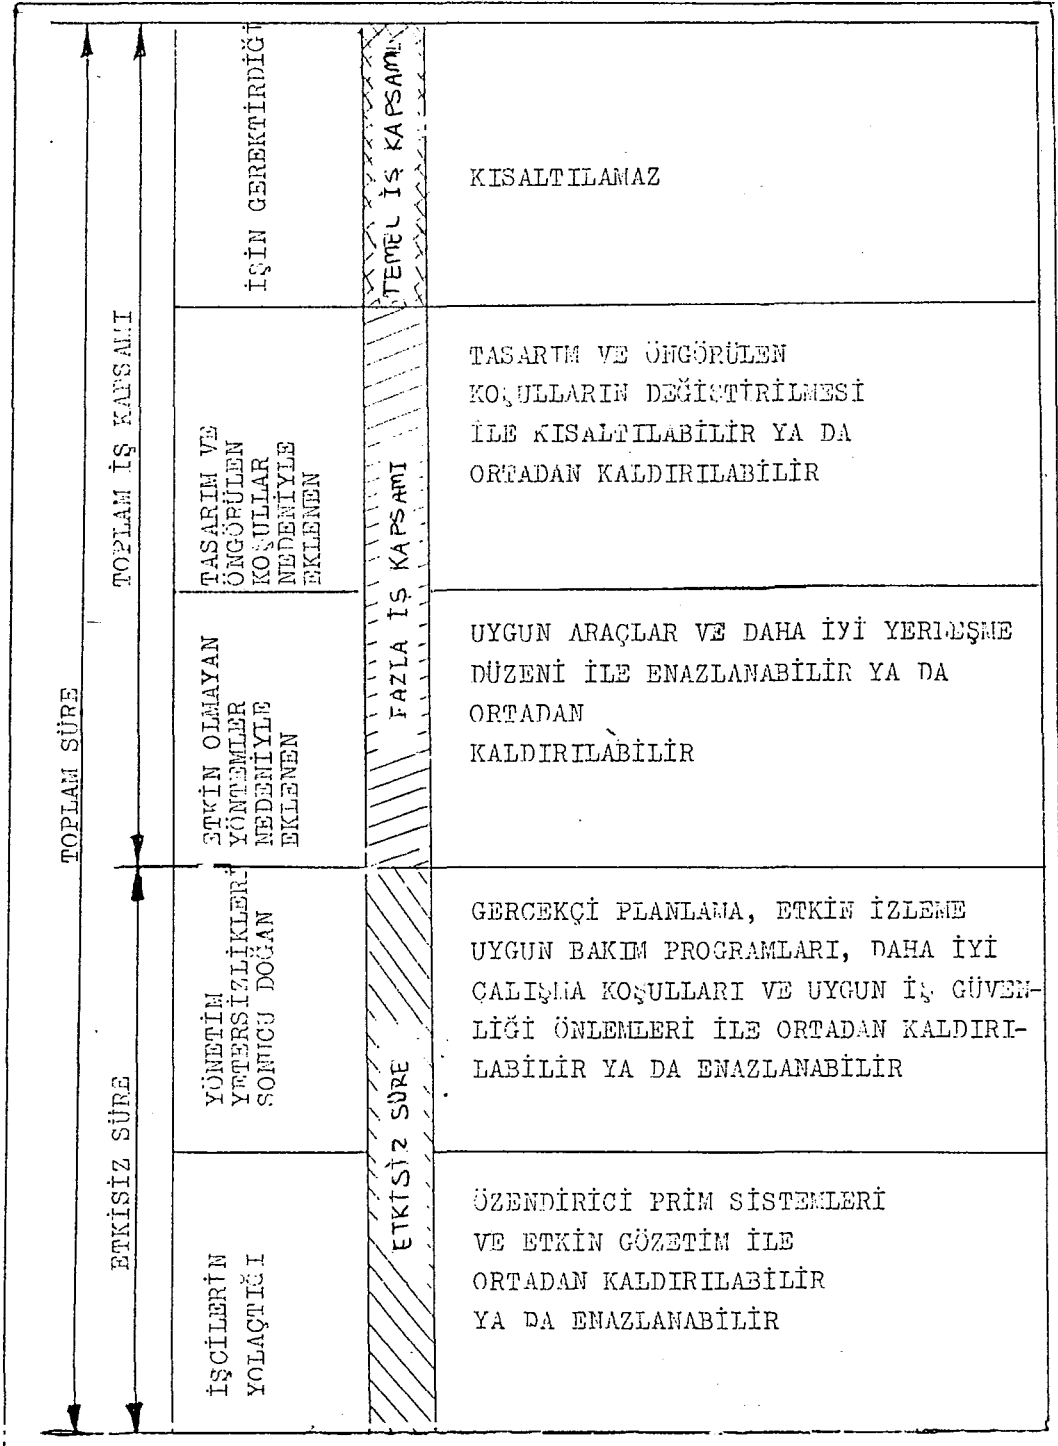 TOPLAM SÜRE
TOPLAM İŞ KAPSAMI
ETKİSİZ SÜRE
İŞİN GEREKTİRDİĞİ
TEMEL İŞ KAPSAMI
KISALTILAMAZ
TASARIM VE
ÖNGÖRÜLEN
KOŞULLAR
NEDENİYLE
EKLENEN
FAZLA İŞ KAPSAMI
TASARIM VE ÖNGÖRÜLEN
KOŞULLARIN DEĞİŞTİRİLMESİ
İLE KISALTILABİLİR YA DA
ORTADAN KALDIRILABİLİR
ETKİN OLMAYAN
YÖNTEMLER
NEDENİYLE
EKLENEN
UYGUN ARAÇLAR VE DAHA İYİ YERLEŞME
DÜZENİ İLE ENAZLANABİLİR YA DA
ORTADAN
KALDIRILABİLİR
YÖNETİM
YETERSİZLİKLERİ
SONUCU DOĞAN
ETKİSİZ SÜRE
GERCEKÇİ PLANLAMA, ETKİN İZLEME
UYGUN BAKIM PROGRAMLARI, DAHA İYİ
ÇALIŞMA KOŞULLARI VE UYGUN İŞ GÜVEN-
LİĞİ ÖNLEMLERİ İLE ORTADAN KALDIRI-
LABİLİR YA DA ENAZLANABİLİR
İŞCİLERİN
YOLAÇTIĞI
ÖZENDİRİCİ PRİM SİSTEMLERİ
VE ETKİN GÖZETİM İLE
ORTADAN KALDIRILABİLİR
YA DA ENAZLANABİLİR